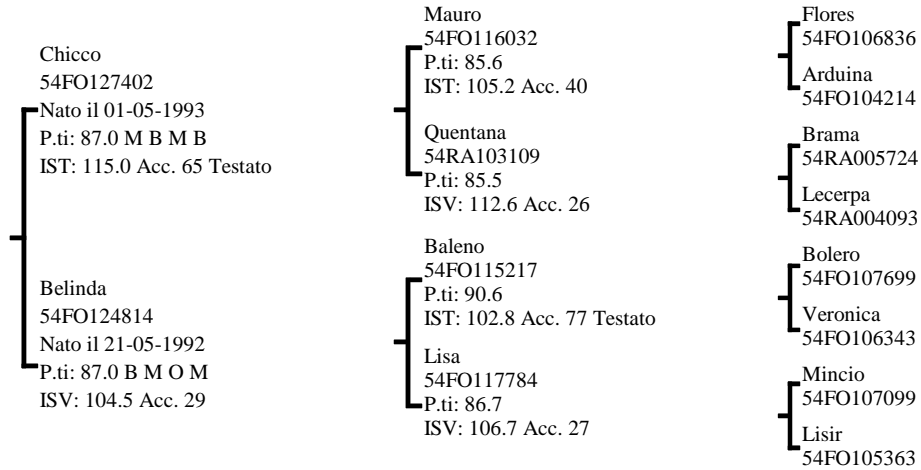 Chicco
54FO127402
Nato il 01-05-1993
P.ti: 87.0 M B M B
IST: 115.0 Acc. 65 Testato
Belinda
54FO124814
Nato il 21-05-1992
P.ti: 87.0 B M O M
ISV: 104.5 Acc. 29
Mauro
54FO116032
P.ti: 85.6
IST: 105.2 Acc. 40
Quentana
54RA103109
P.ti: 85.5
ISV: 112.6 Acc. 26
Baleno
54FO115217
P.ti: 90.6
IST: 102.8 Acc. 77 Testato
Lisa
54FO117784
P.ti: 86.7
ISV: 106.7 Acc. 27
Flores
54FO106836
Arduina
54FO104214
Brama
54RA005724
Lecerpa
54RA004093
Bolero
54FO107699
Veronica
54FO106343
Mincio
54FO107099
Lisir
54FO105363